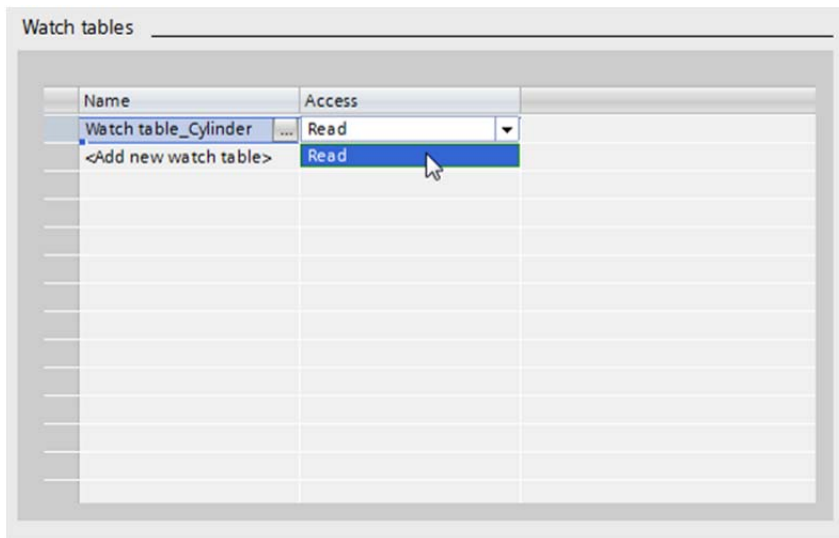 Watch tables
Name Access
Watch table_Cylinder ... Read
<Add new watch table> Read